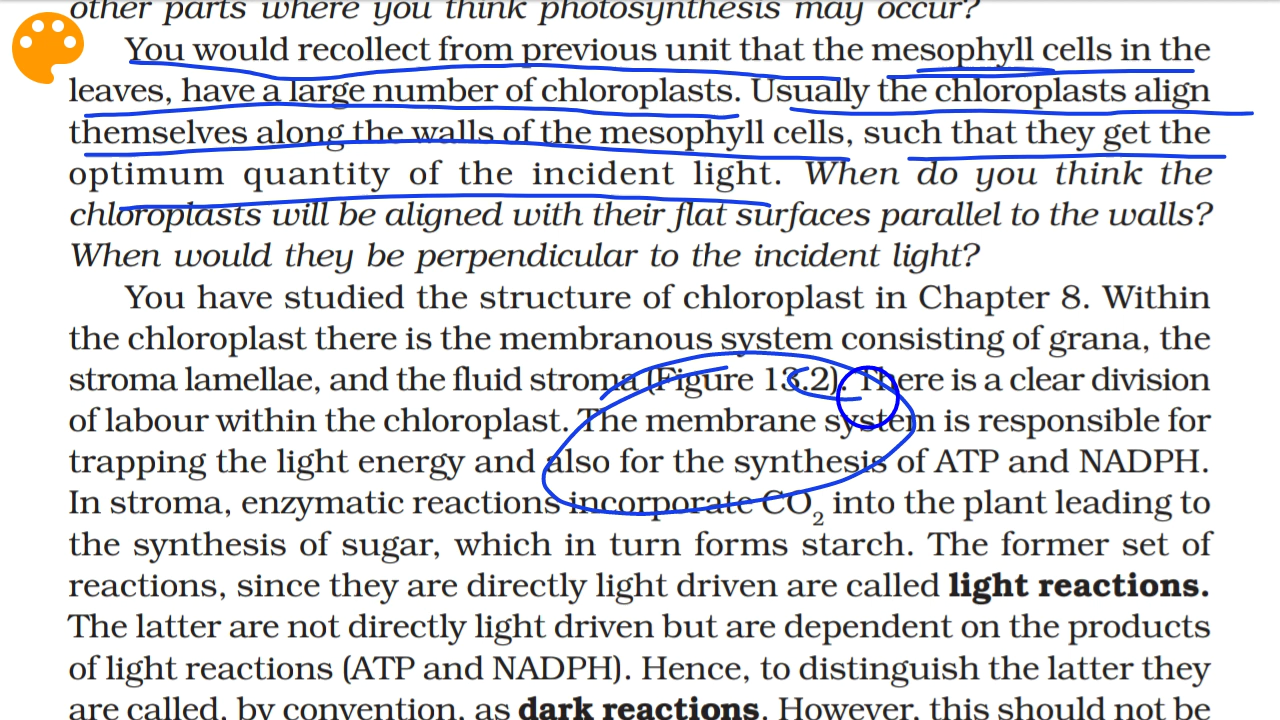 other parts where you think photosynthesis may occur?
You would recollect from previous unit that the mesophyll cells in the
leaves, have a large number of chloroplasts. Usually the chloroplasts align
themselves along the walls of the mesophyll cells, such that they get the
optimum quantity of the incident light. When do you think the
chloroplasts will be aligned with their flat surfaces parallel to the walls?
When would they be perpendicular to the incident light?
You have studied the structure of chloroplast in Chapter 8. Within
the chloroplast there is the membranous system consisting of grana, the
stroma lamellae, and the fluid stroma (Figure 13.2). There is a clear division
of labour within the chloroplast. The membrane system is responsible for
trapping the light energy and also for the synthesis of ATP and NADPH.
In stroma, enzymatic reactions incorporate CO₂ into the plant leading to
the synthesis of sugar, which in turn forms starch. The former set of
reactions, since they are directly light driven are called light reactions.
The latter are not directly light driven but are dependent on the products
of light reactions (ATP and NADPH). Hence, to distinguish the latter they
are called, by convention, as dark reactions. However, this should not be